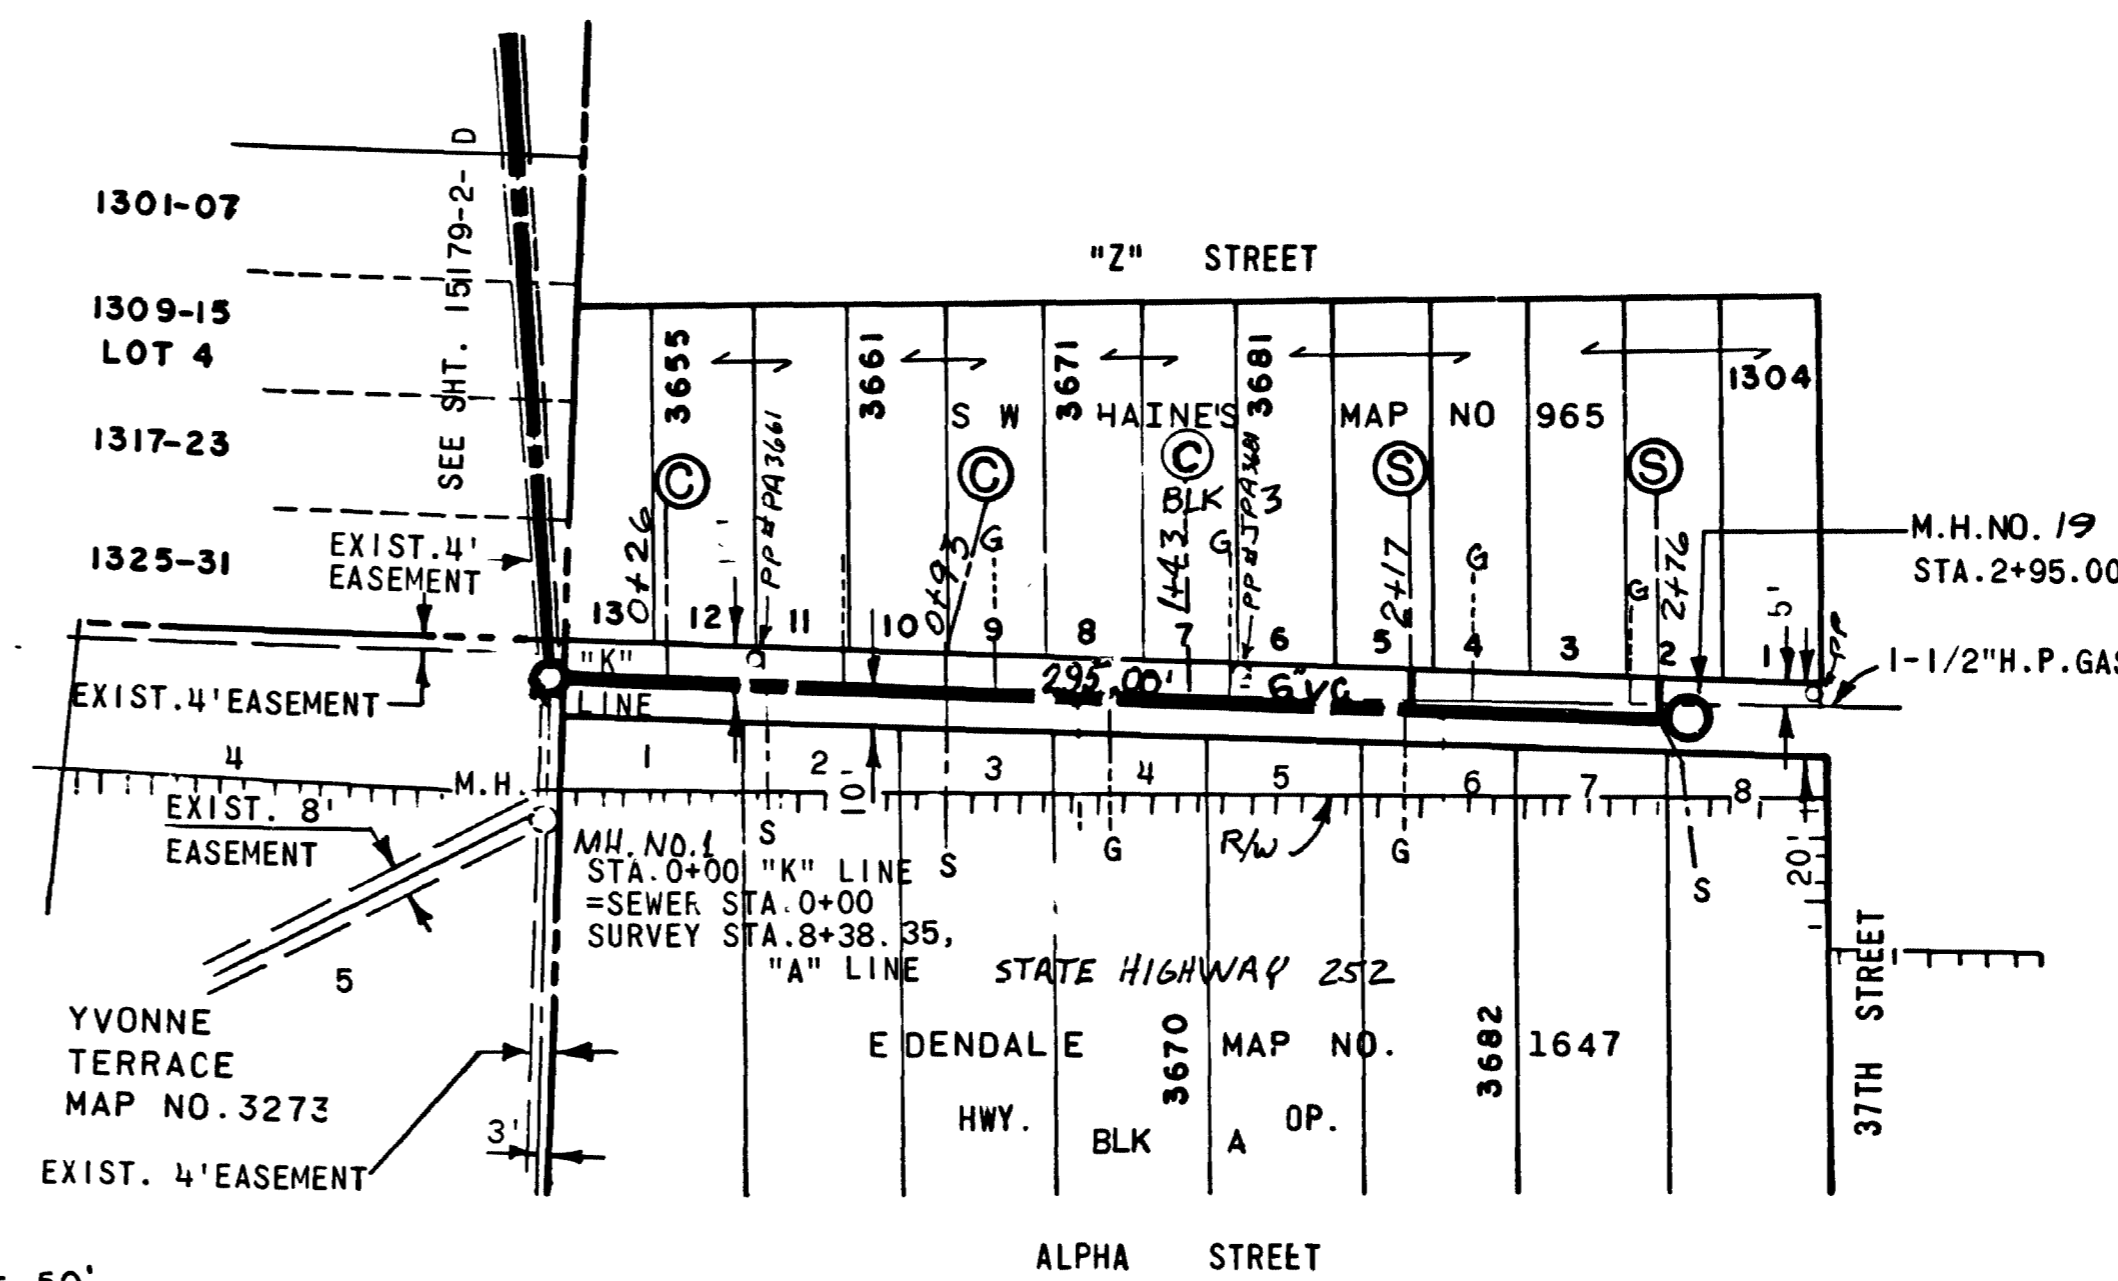 1301-07
1309-15
LOT 4
1317-23
1325-31
SEE SHT. 15179-2-D
"Z" STREET
3655
3661
3671
3681
1304
S W HAINE'S MAP NO 965
BLK 3
C
C
C
S
S
PP#PA3661
0+26
0+93
1+43
2+17
2+76
G
G
G
G
M.H.NO. 19
STA.2+95.00
EXIST.4'
EASEMENT
13
12
11
10
9
8
7
6
5
4
3
2
1
5'
PP
1-1/2"H.P.GAS
"K"
LINE
295.00'
EXIST.4'EASEMENT
4
M.H.
1
2
3
4
5
6
7
8
10'
EXIST. 8'
EASEMENT
S
S
G
R/W
G
S
20'
MH. NO.1
STA.0+00 "K" LINE
=SEWER STA.0+00
SURVEY STA.8+38.35,
"A" LINE
5
STATE HIGHWAY 252
YVONNE
TERRACE
MAP NO.3273
EDENDALE MAP NO. 1647
3670
3682
HWY. OP.
BLK A
37TH STREET
3'
EXIST. 4'EASEMENT
ALPHA STREET
50'